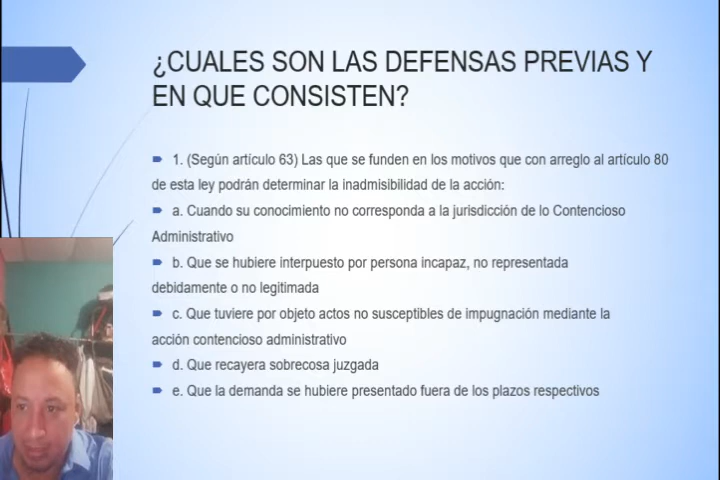 ¿CUALES SON LAS DEFENSAS PREVIAS Y
EN QUE CONSISTEN?
1. (Según artículo 63) Las que se funden en los motivos que con arreglo al artículo 80
de esta ley podrán determinar la inadmisibilidad de la acción:
a. Cuando su conocimiento no corresponda a la jurisdicción de lo Contencioso
Administrativo
b. Que se hubiere interpuesto por persona incapaz, no representada
debidamente o no legitimada
c. Que tuviere por objeto actos no susceptibles de impugnación mediante la
acción contencioso administrativo
d. Que recayera sobrecosa juzgada
e. Que la demanda se hubiere presentado fuera de los plazos respectivos